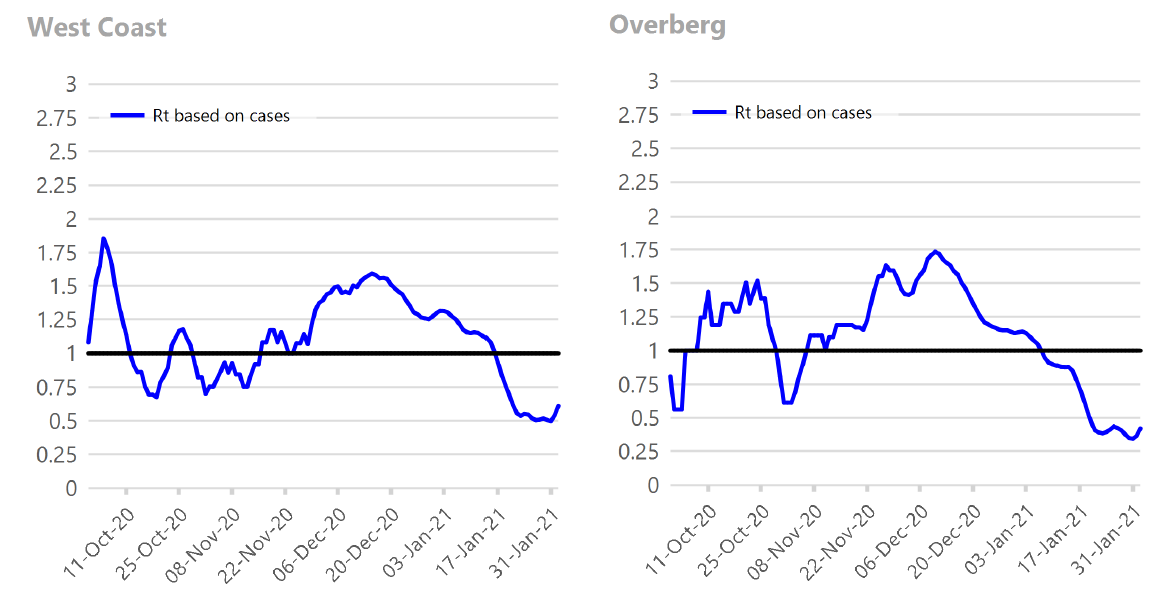 West Coast
3
2.75
2.5
2.25
2
1.75
1.5
1.25
1
0.75
0.5
0.25
0
Rt based on cases
11-Oct-20
25-Oct-20
08-Nov-20
22-Nov-20
06-Dec-20
20-Dec-20
03-Jan-21
17-Jan-21
31-Jan-21
Overberg
3
2.75
2.5
2.25
2
1.75
1.5
1.25
1
0.75
0.5
0.25
0
Rt based on cases
11-Oct-20
25-Oct-20
08-Nov-20
22-Nov-20
06-Dec-20
20-Dec-20
03-Jan-21
17-Jan-21
31-Jan-21